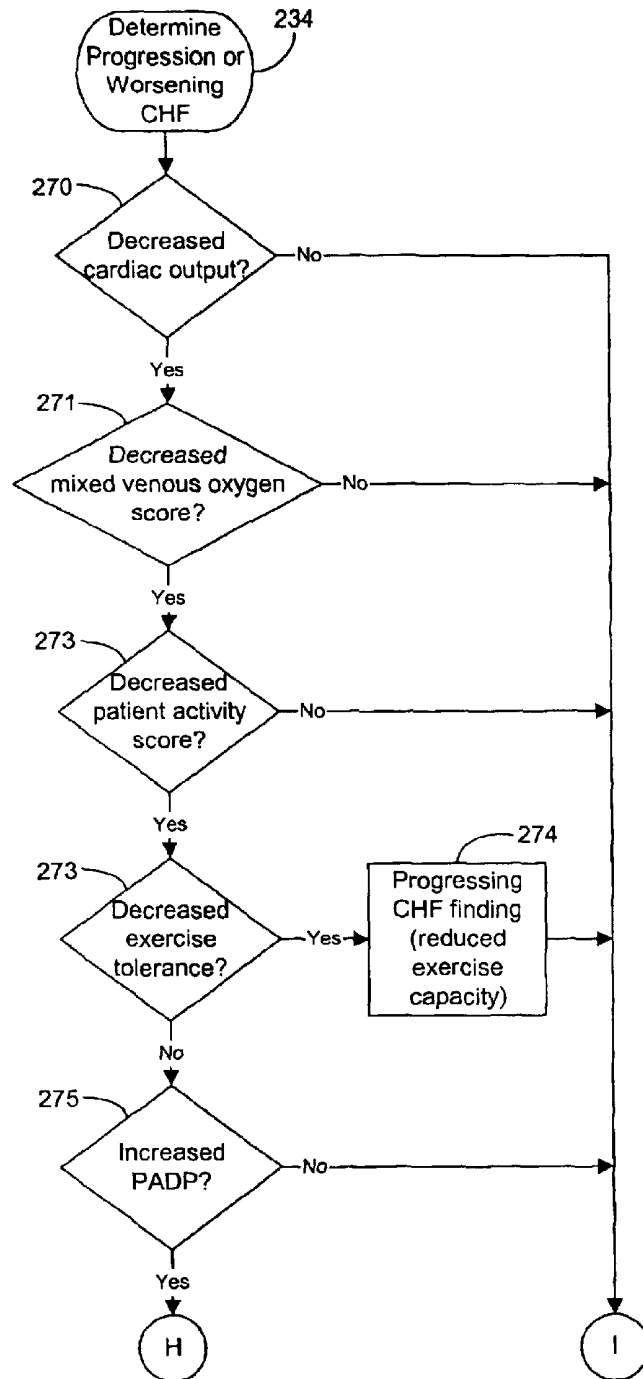 234
Determine
Progression or
Worsening
CHF
270
Decreased
cardiac output?
No
Yes
271
Decreased
mixed venous oxygen
score?
No
Yes
273
Decreased
patient activity
score?
No
Yes
273
Decreased
exercise
tolerance?
Yes
274
Progressing
CHF finding
(reduced
exercise
capacity)
No
275
Increased
PADP?
No
Yes
H
I